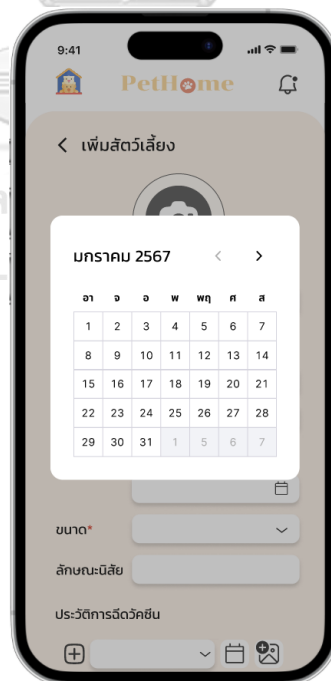 9:41
PetHome
เพิ่มสัตว์เลี้ยง
มกราคม 2567
อา จ อ พ พฤ ศ ส
1 2 3 4 5 6 7
8 9 10 11 12 13 14
15 16 17 18 19 20 21
22 23 24 25 26 27 28
29 30 31 1 5 6 7
ขนาด*
ลักษณะนิสัย
ประวัติการฉีดวัคซีน